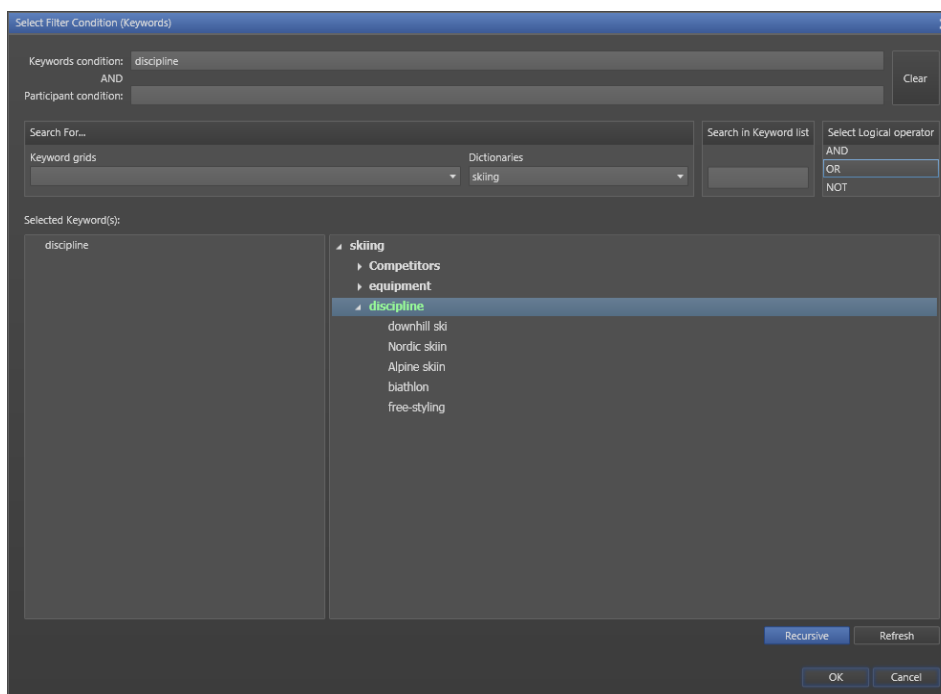 Select Filter Condition (Keywords)
Keywords condition: discipline
AND
Participant condition:
Clear
Search For...
Keyword grids
Dictionaries
skiing
Search in Keyword list
Select Logical operator
AND
OR
NOT
Selected Keyword(s):
discipline
skiing
Competitors
equipment
discipline
downhill ski
Nordic skiin
Alpine skiin
biathlon
free-styling
Recursive
Refresh
OK
Cancel